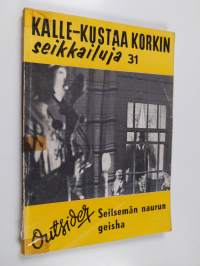 KALLE-KUSTAA KORKIN
seikkailuja 31
Outsider
Seitsemän naurun
geisha